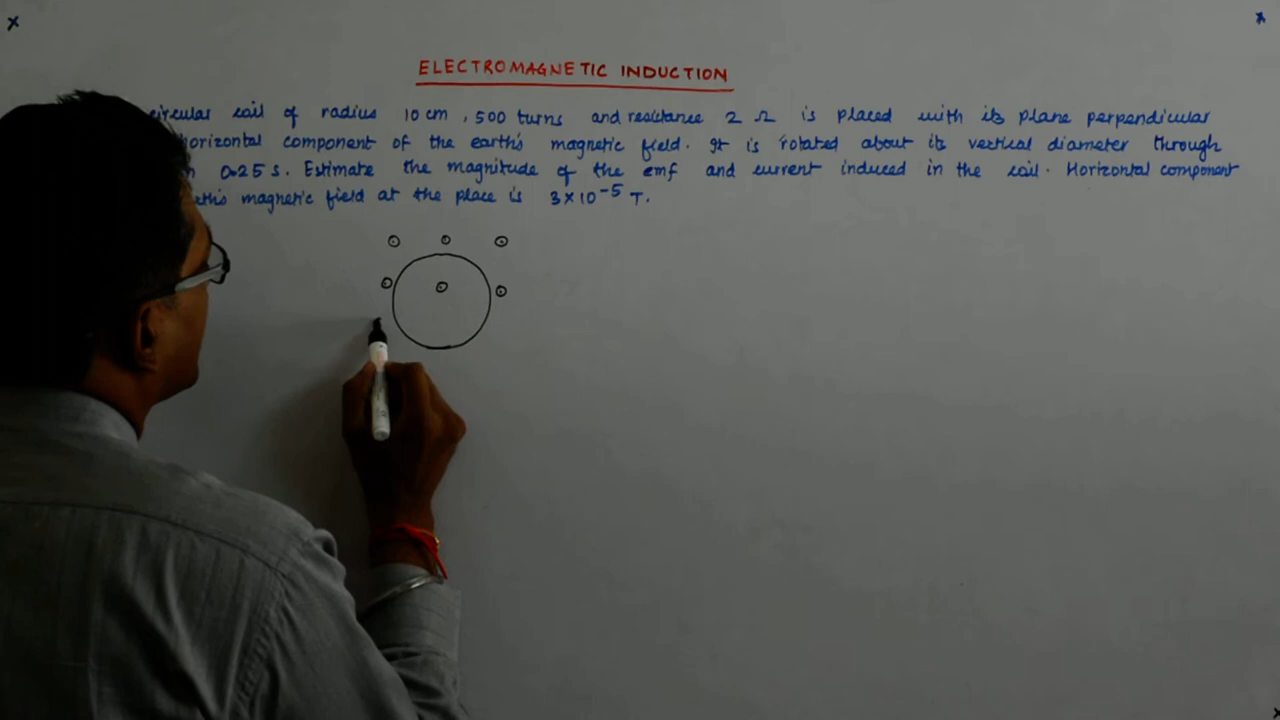 ELECTROMAGNETIC INDUCTION
circular coil of radius 10 cm, 500 turns and resistance 2 Ω is placed with its plane perpendicular
horizontal component of the earth's magnetic field. It is rotated about its vertical diameter through
0.25 s. Estimate the magnitude of the emf and current induced in the coil. Horizontal component
magnetic field at the place is 3×10⁻⁵ T.